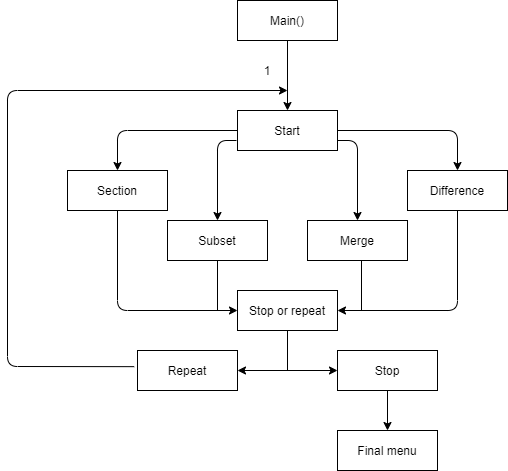 Main()
1
Start
Section
Difference
Subset
Merge
Stop or repeat
Repeat
Stop
Final menu